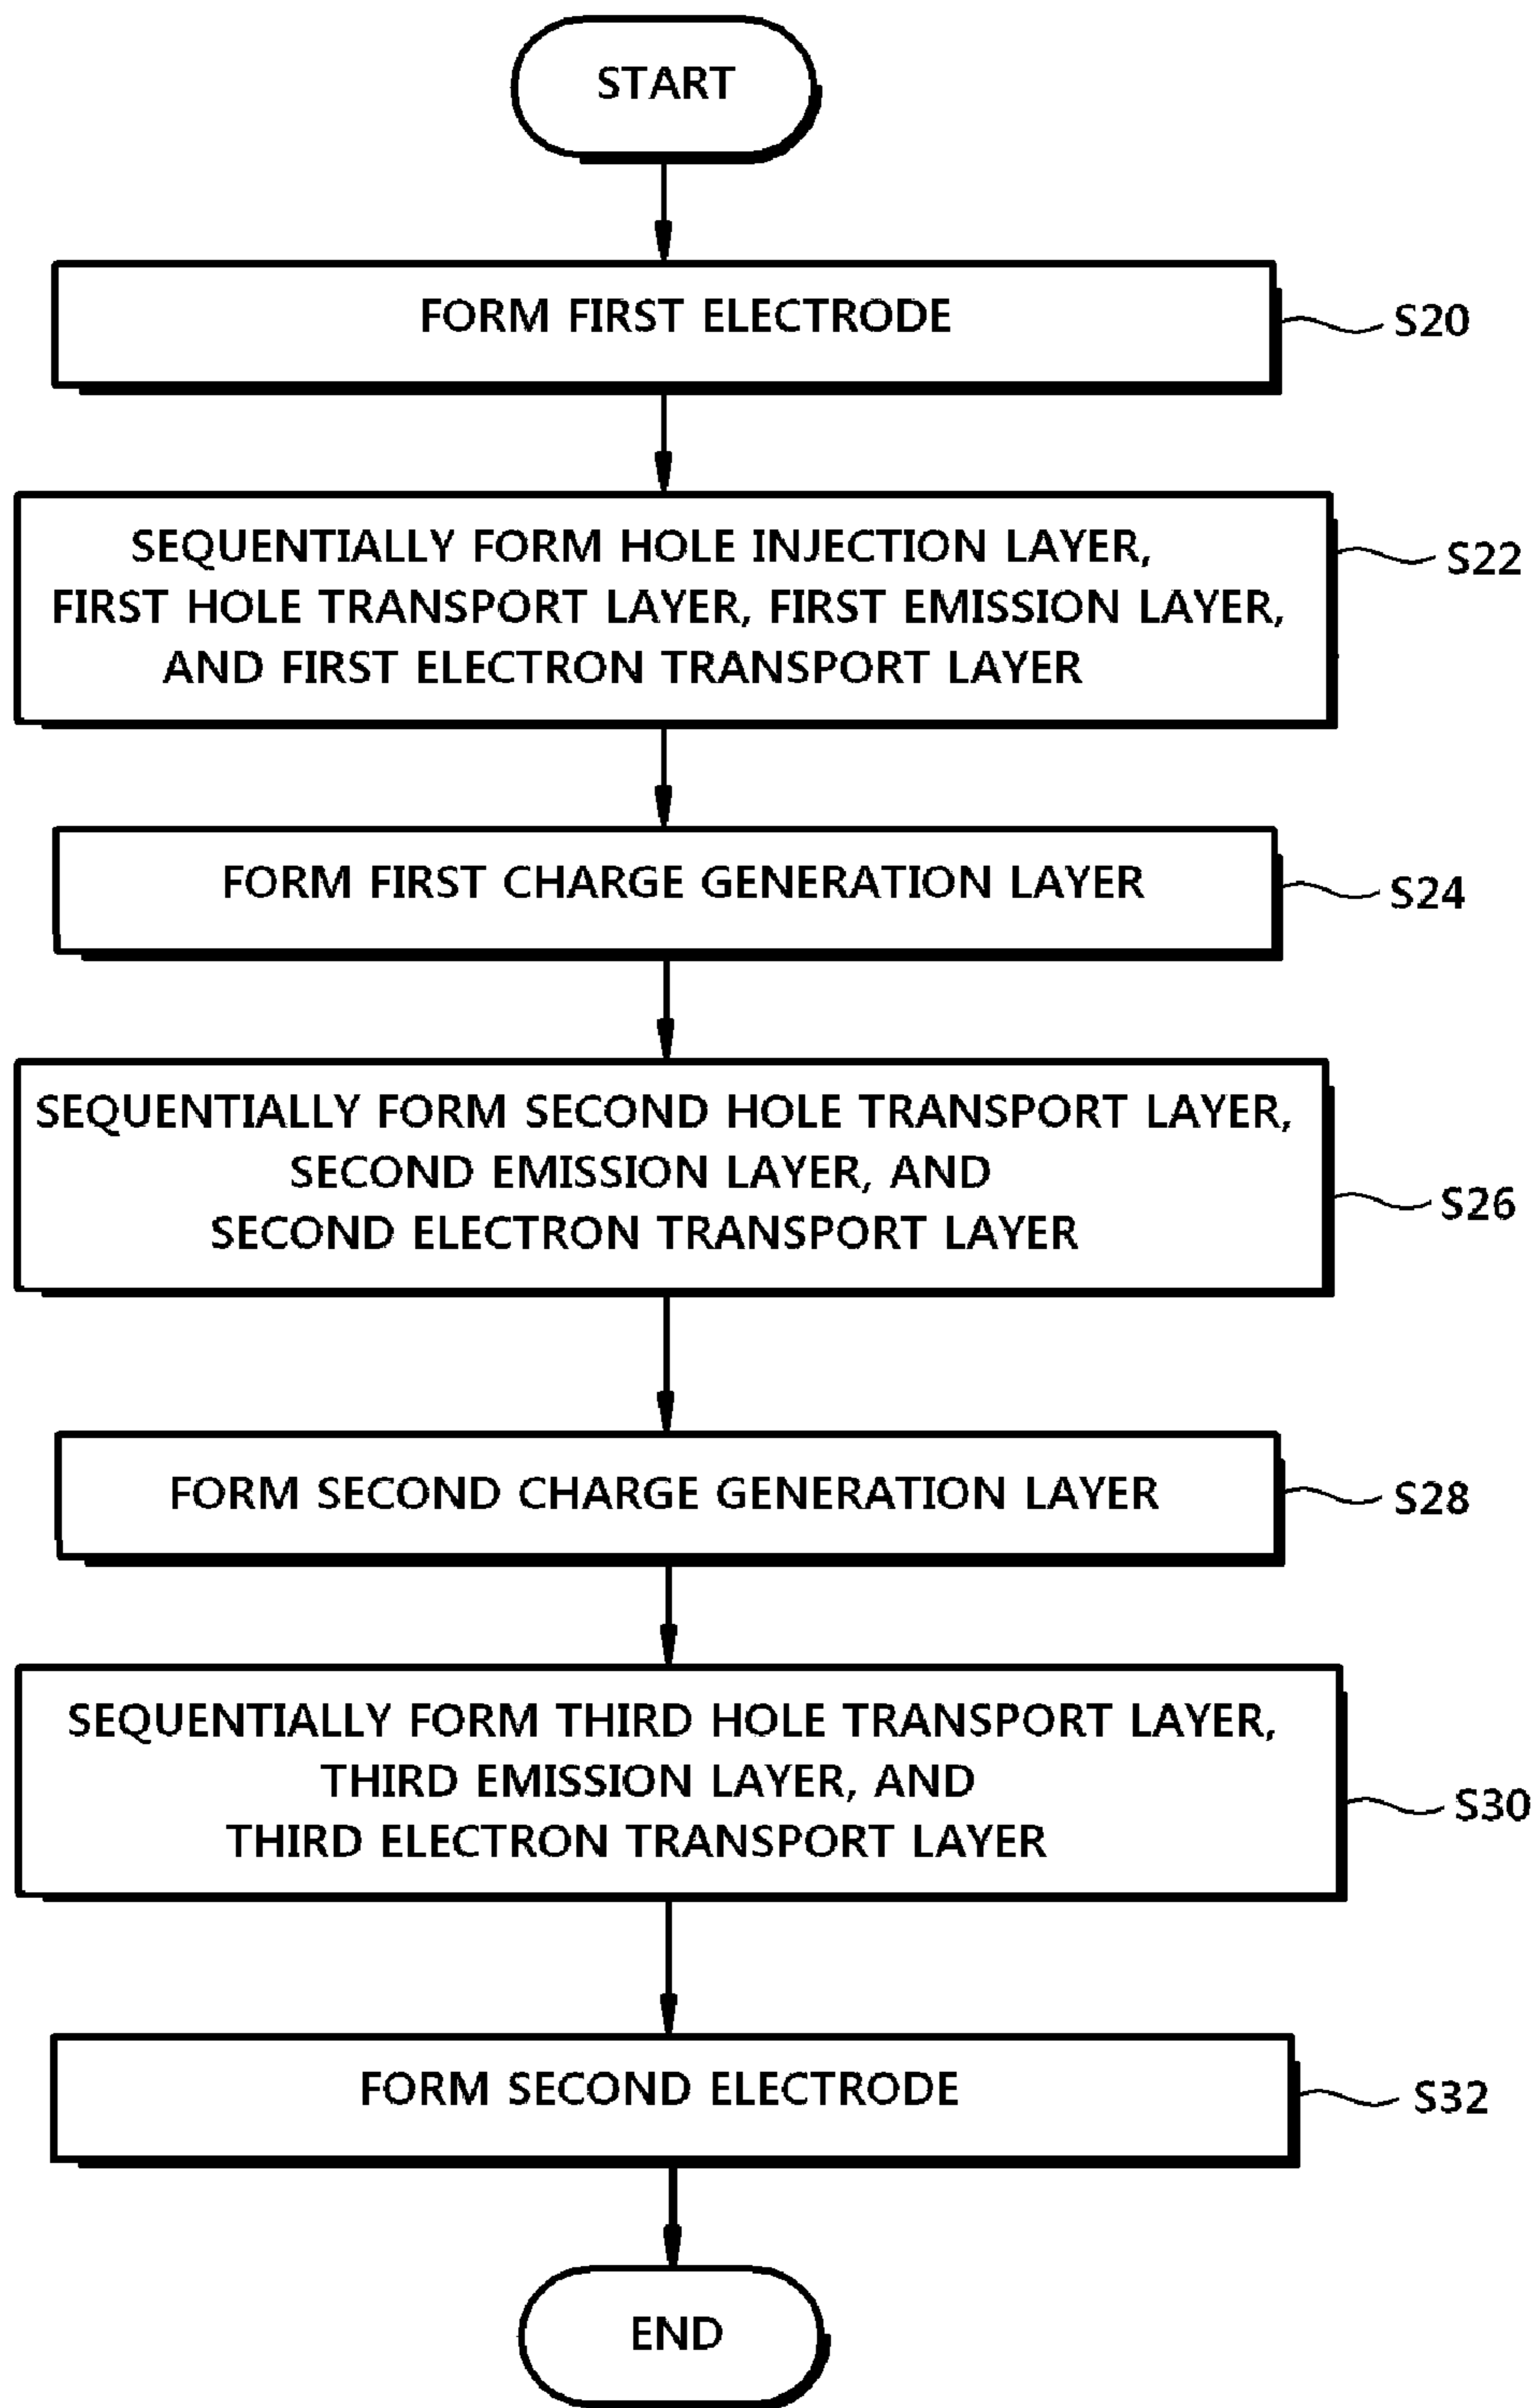 START
FORM FIRST ELECTRODE
S20
SEQUENTIALLY FORM HOLE INJECTION LAYER,
FIRST HOLE TRANSPORT LAYER, FIRST EMISSION LAYER,
AND FIRST ELECTRON TRANSPORT LAYER
S22
FORM FIRST CHARGE GENERATION LAYER
S24
SEQUENTIALLY FORM SECOND HOLE TRANSPORT LAYER,
SECOND EMISSION LAYER, AND
SECOND ELECTRON TRANSPORT LAYER
S26
FORM SECOND CHARGE GENERATION LAYER
S28
SEQUENTIALLY FORM THIRD HOLE TRANSPORT LAYER,
THIRD EMISSION LAYER, AND
THIRD ELECTRON TRANSPORT LAYER
S30
FORM SECOND ELECTRODE
S32
END